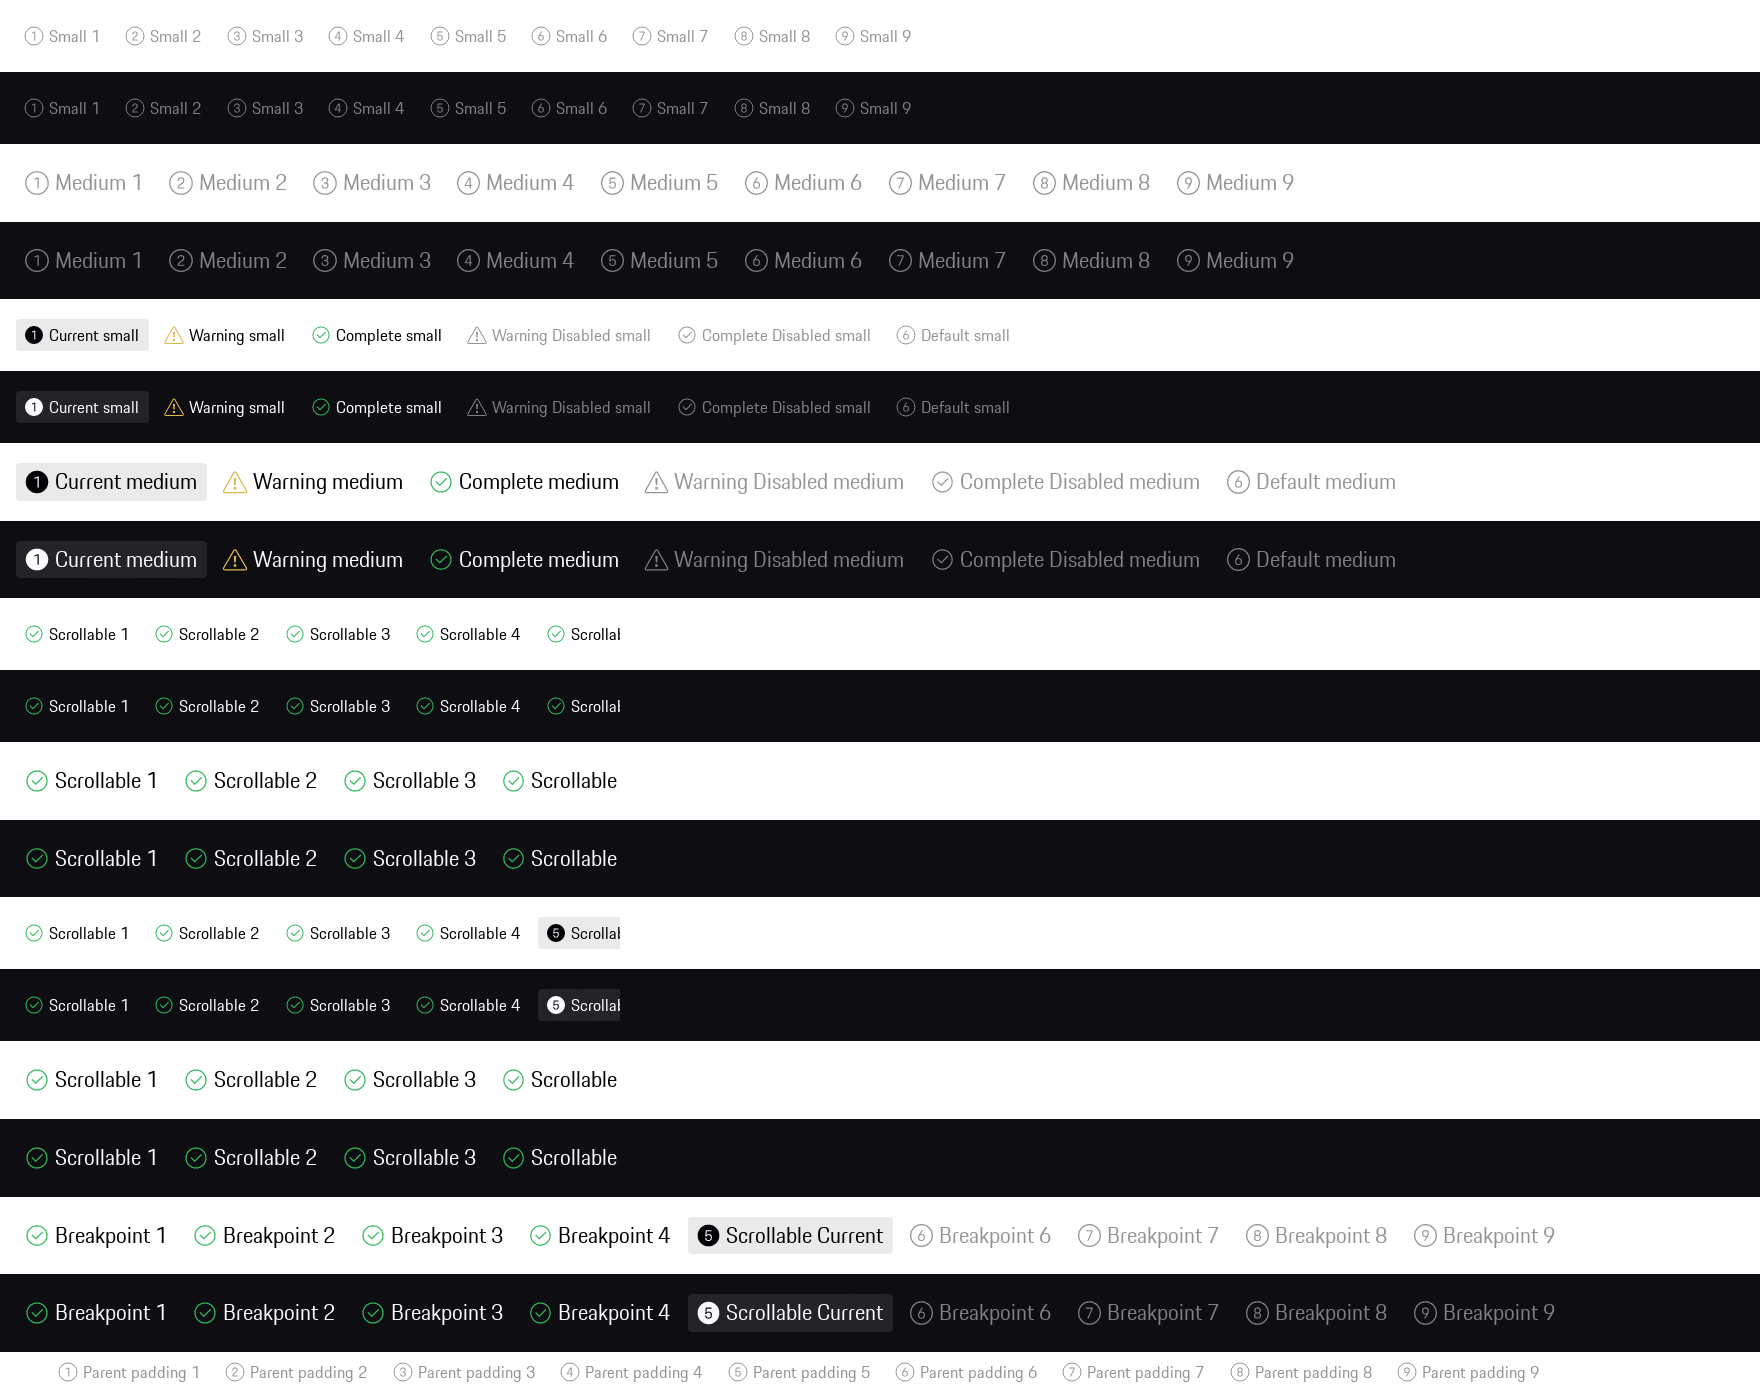 1 Small 1 2 Small 2 3 Small 3 4 Small 4 5 Small 5 6 Small 6 7 Small 7 8 Small 8 9 Small 9
1 Small 1 2 Small 2 3 Small 3 4 Small 4 5 Small 5 6 Small 6 7 Small 7 8 Small 8 9 Small 9
1 Medium 1 2 Medium 2 3 Medium 3 4 Medium 4 5 Medium 5 6 Medium 6 7 Medium 7 8 Medium 8 9 Medium 9
1 Medium 1 2 Medium 2 3 Medium 3 4 Medium 4 5 Medium 5 6 Medium 6 7 Medium 7 8 Medium 8 9 Medium 9
1 Current small Warning small Complete small Warning Disabled small Complete Disabled small 6 Default small
1 Current small Warning small Complete small Warning Disabled small Complete Disabled small 6 Default small
1 Current medium Warning medium Complete medium Warning Disabled medium Complete Disabled medium 6 Default medium
1 Current medium Warning medium Complete medium Warning Disabled medium Complete Disabled medium 6 Default medium
Scrollable 1 Scrollable 2 Scrollable 3 Scrollable 4 Scrollab
Scrollable 1 Scrollable 2 Scrollable 3 Scrollable 4 Scrollab
Scrollable 1 Scrollable 2 Scrollable 3 Scrollable
Scrollable 1 Scrollable 2 Scrollable 3 Scrollable
Scrollable 1 Scrollable 2 Scrollable 3 Scrollable 4 5 Scrollab
Scrollable 1 Scrollable 2 Scrollable 3 Scrollable 4 5 Scrollab
Scrollable 1 Scrollable 2 Scrollable 3 Scrollable
Scrollable 1 Scrollable 2 Scrollable 3 Scrollable
Breakpoint 1 Breakpoint 2 Breakpoint 3 Breakpoint 4 5 Scrollable Current 6 Breakpoint 6 7 Breakpoint 7 8 Breakpoint 8 9 Breakpoint 9
Breakpoint 1 Breakpoint 2 Breakpoint 3 Breakpoint 4 5 Scrollable Current 6 Breakpoint 6 7 Breakpoint 7 8 Breakpoint 8 9 Breakpoint 9
1 Parent padding 1 2 Parent padding 2 3 Parent padding 3 4 Parent padding 4 5 Parent padding 5 6 Parent padding 6 7 Parent padding 7 8 Parent padding 8 9 Parent padding 9